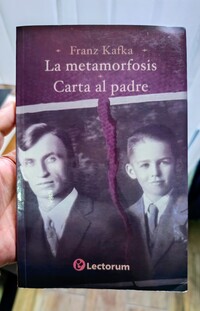 Franz Kafka
La metamorfosis
Carta al padre
Lectorum